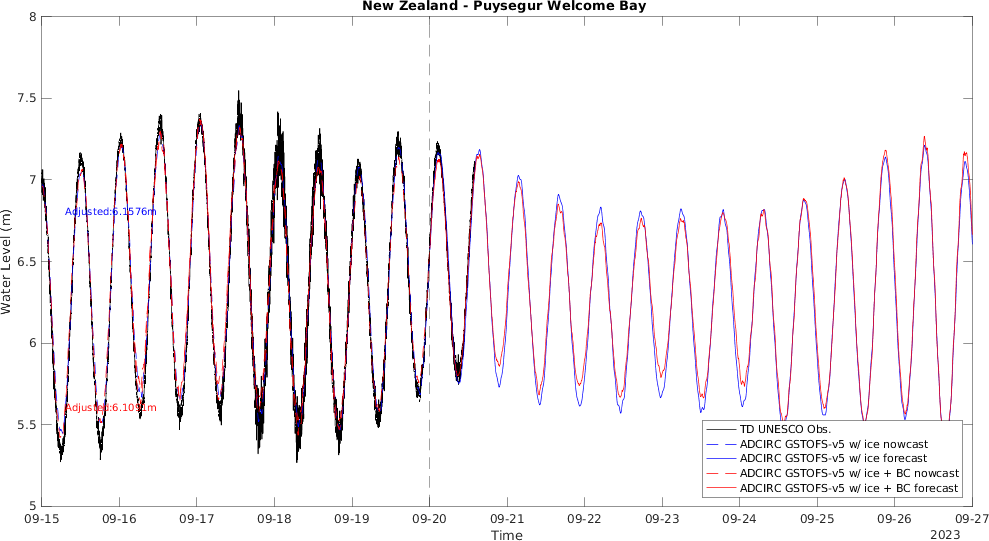 New Zealand - Puysegur Welcome Bay
8
7.5
7
6.5
6
5.5
5
Water Level (m)
Adjusted:6.1576m
Adjusted:6.1091m
TD UNESCO Obs.
ADCIRC GSTOFS-v5 w/ ice nowcast
ADCIRC GSTOFS-v5 w/ ice forecast
ADCIRC GSTOFS-v5 w/ ice + BC nowcast
ADCIRC GSTOFS-v5 w/ ice + BC forecast
09-15 09-16 09-17 09-18 09-19 09-20 09-21 09-22 09-23 09-24 09-25 09-26 09-27
Time
2023